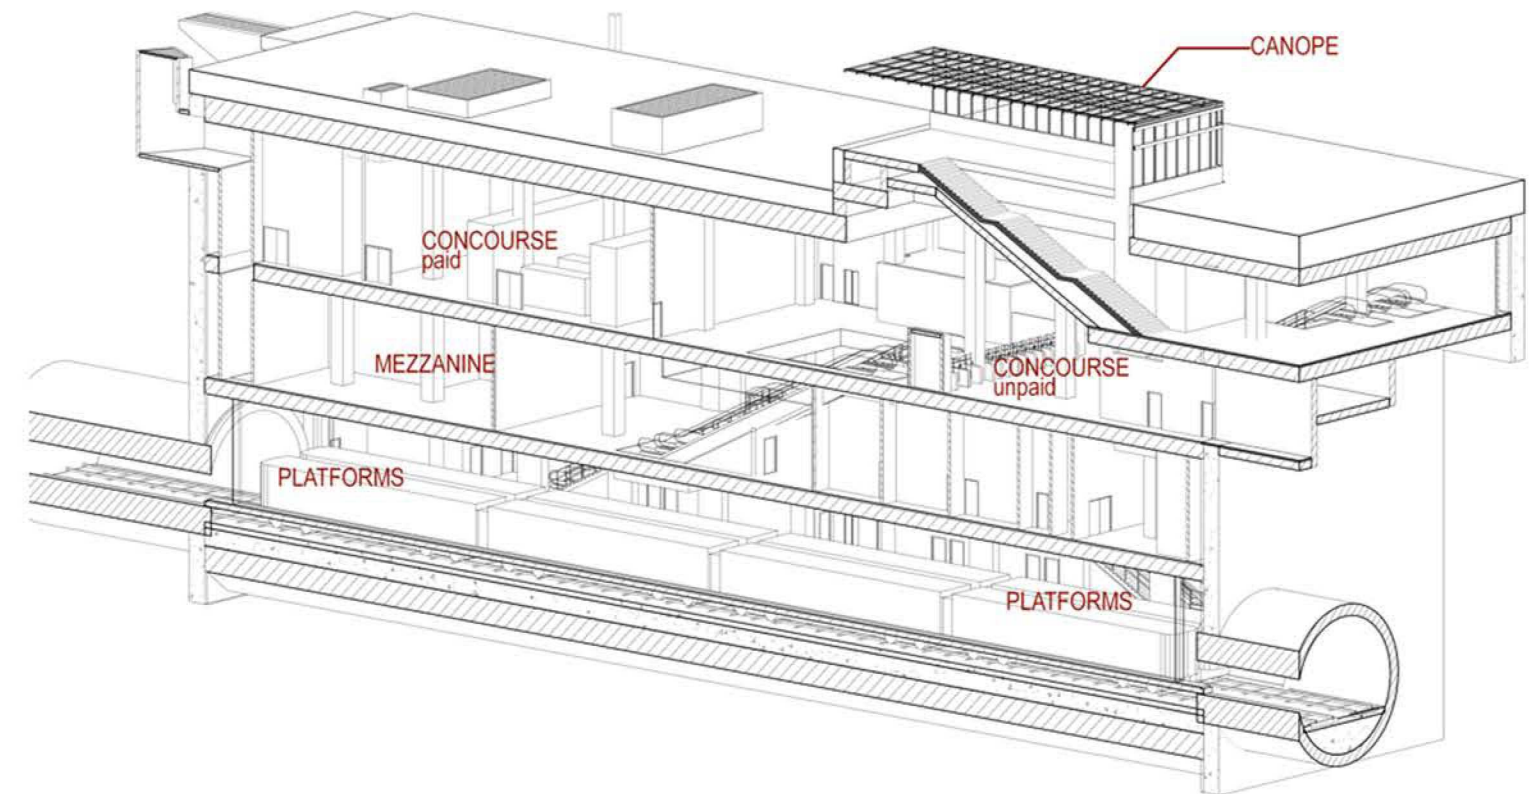 CANOPE
CONCOURSE
paid
MEZZANINE
CONCOURSE
unpaid
PLATFORMS
PLATFORMS